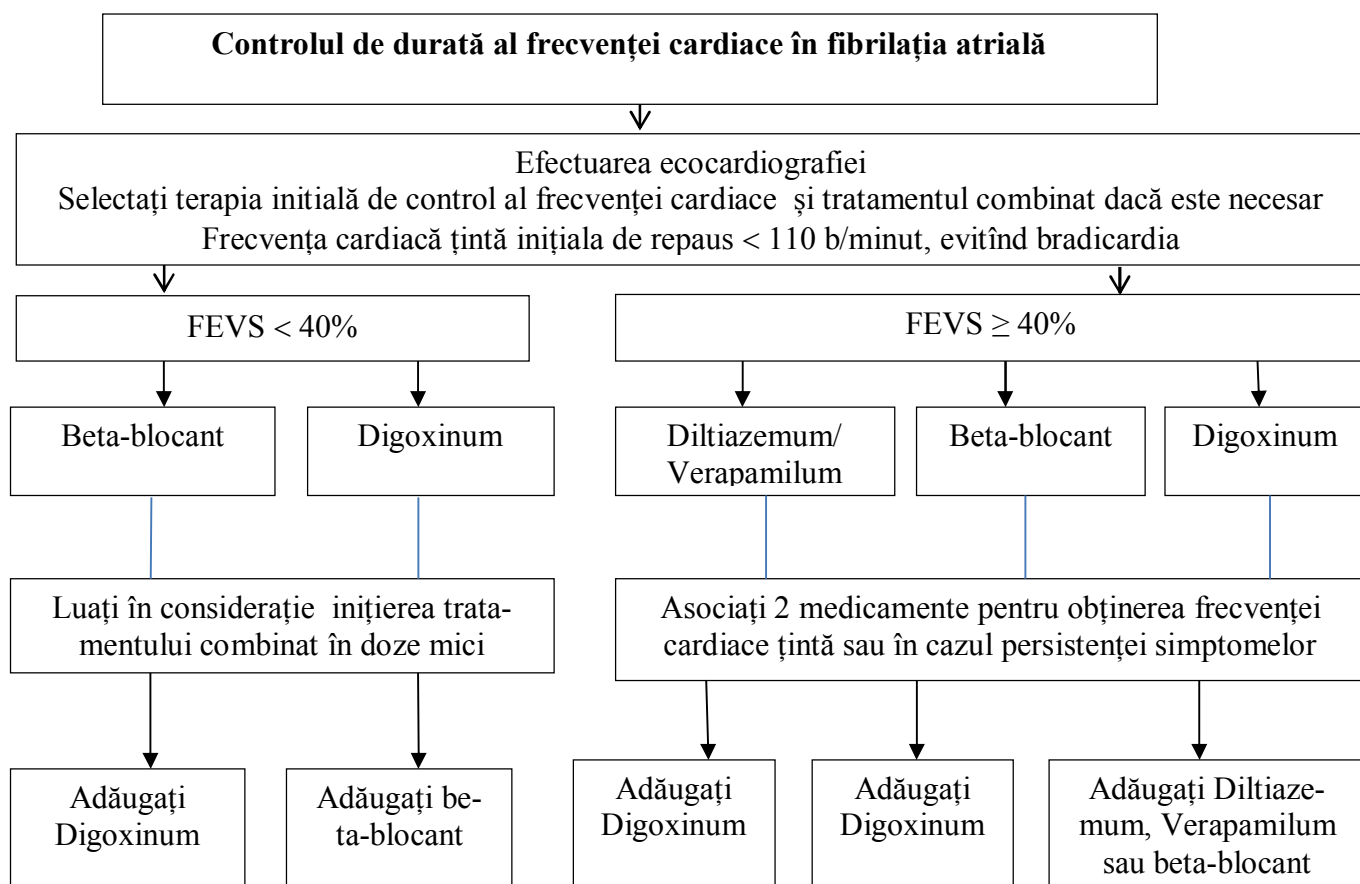 Controlul de durată al frecvenței cardiace în fibrilația atrială
Efectuarea ecocardiografiei
Selectați terapia initială de control al frecvenței cardiace și tratamentul combinat dacă este necesar
Frecvența cardiacă țintă inițiala de repaus < 110 b/minut, evitînd bradicardia
FEVS < 40%
FEVS ≥ 40%
Beta-blocant
Digoxinum
Diltiazemum/
Verapamilum
Beta-blocant
Digoxinum
Luați în considerație inițierea trata-
mentului combinat în doze mici
Asociați 2 medicamente pentru obținerea frecvenței
cardiace țintă sau în cazul persistenței simptomelor
Adăugați
Digoxinum
Adăugați be-
ta-blocant
Adăugați
Digoxinum
Adăugați
Digoxinum
Adăugați Diltiaze-
mum, Verapamilum
sau beta-blocant